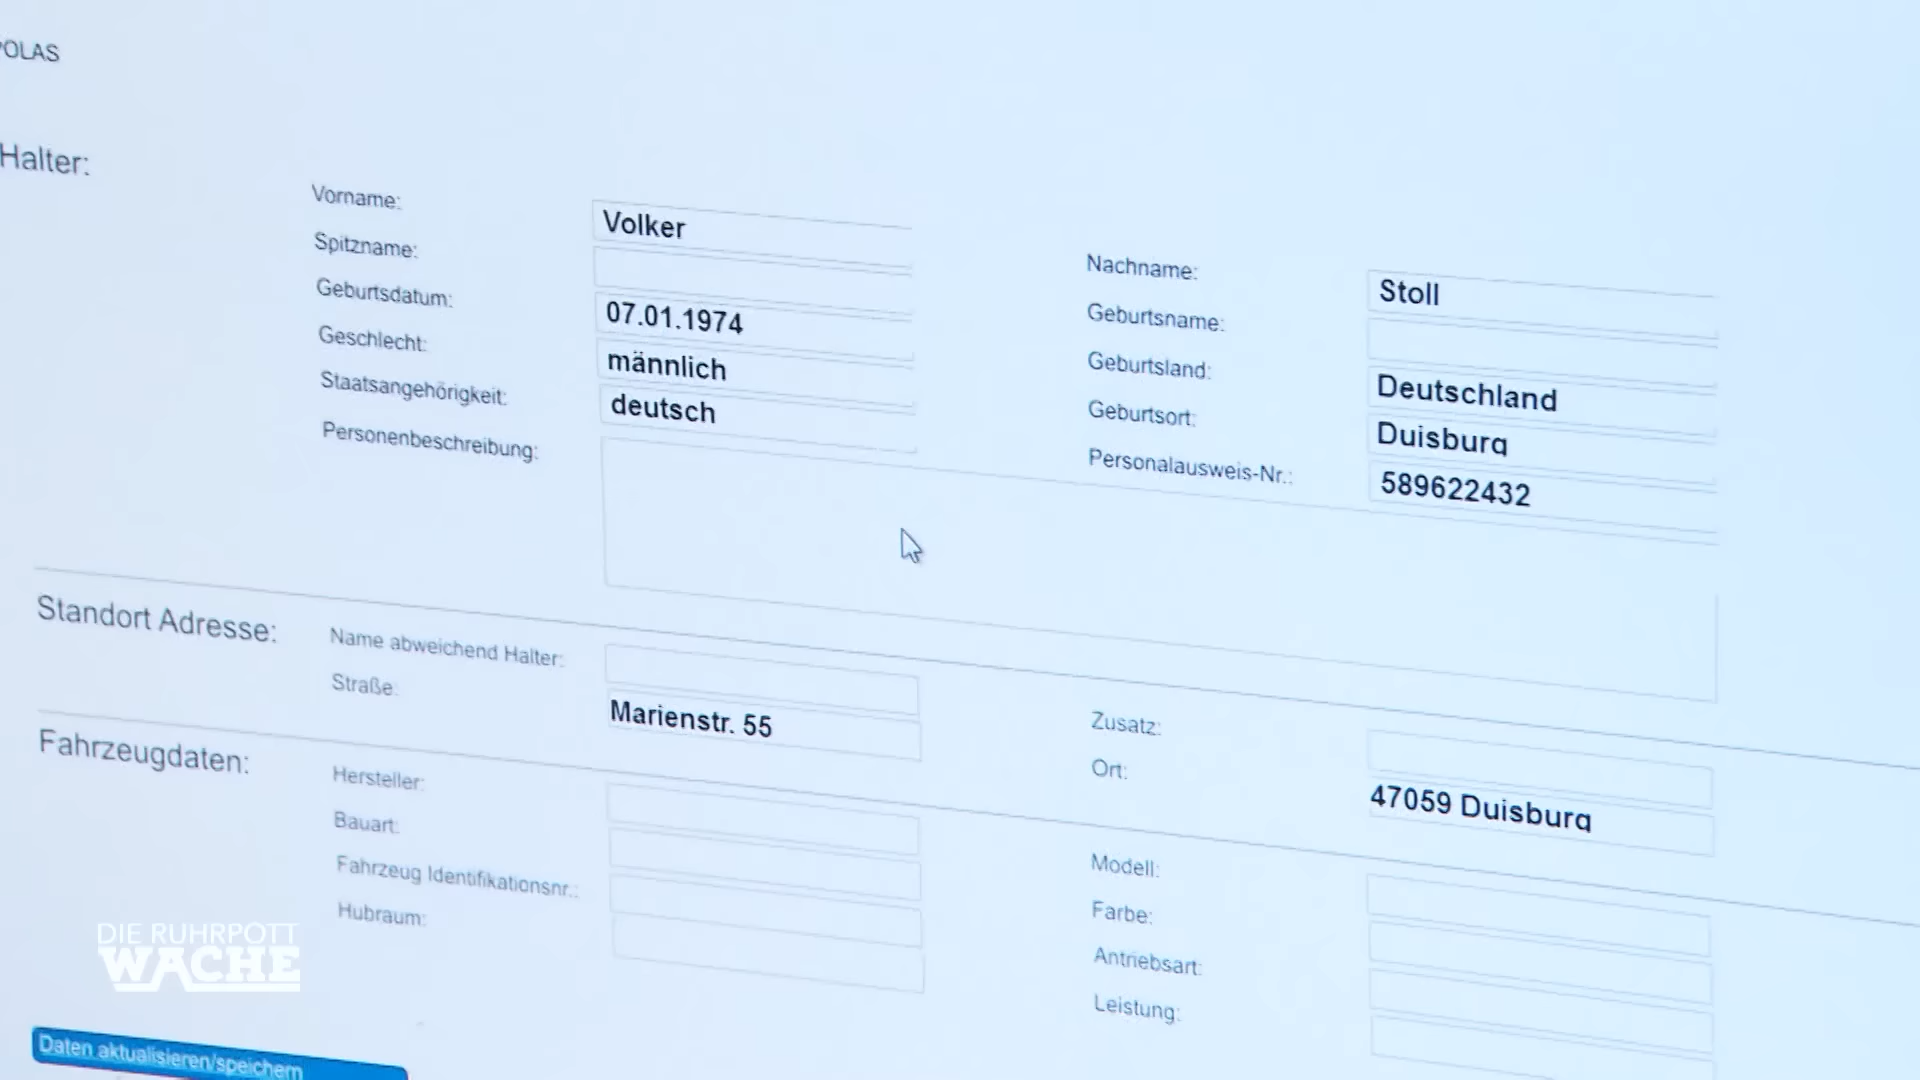 POLAS
Halter:
Vorname: Volker
Spitzname:
Geburtsdatum: 07.01.1974
Geschlecht: männlich
Staatsangehörigkeit: deutsch
Personenbeschreibung:
Nachname: Stoll
Geburtsname:
Geburtsland: Deutschland
Geburtsort: Duisburg
Personalausweis-Nr.: 589622432
Standort Adresse:
Name abweichend Halter:
Straße: Marienstr. 55
Zusatz:
Ort: 47059 Duisburg
Fahrzeugdaten:
Hersteller:
Bauart:
Fahrzeug Identifikationsnr.:
Hubraum:
Modell:
Farbe:
Antriebsart:
Leistung:
DIE RUHRPOTT
WACHE
Daten aktualisieren/speichern